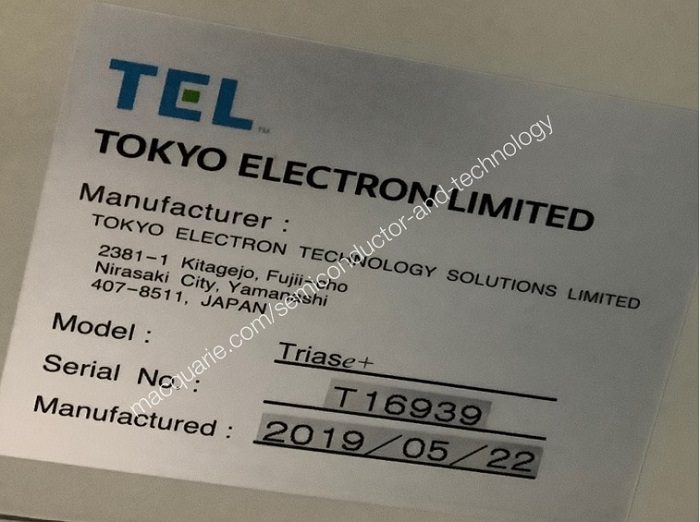 TEL™
TOKYO ELECTRON LIMITED
Manufacturer :
TOKYO ELECTRON TECHNOLOGY SOLUTIONS LIMITED
2381-1 Kitagejo, Fujii-cho
Nirasaki City, Yamanashi
407-8511, JAPAN
Model : Triase+
Serial No. : T16939
Manufactured : 2019/05/22
macquarie.com/semiconductor-and-technology